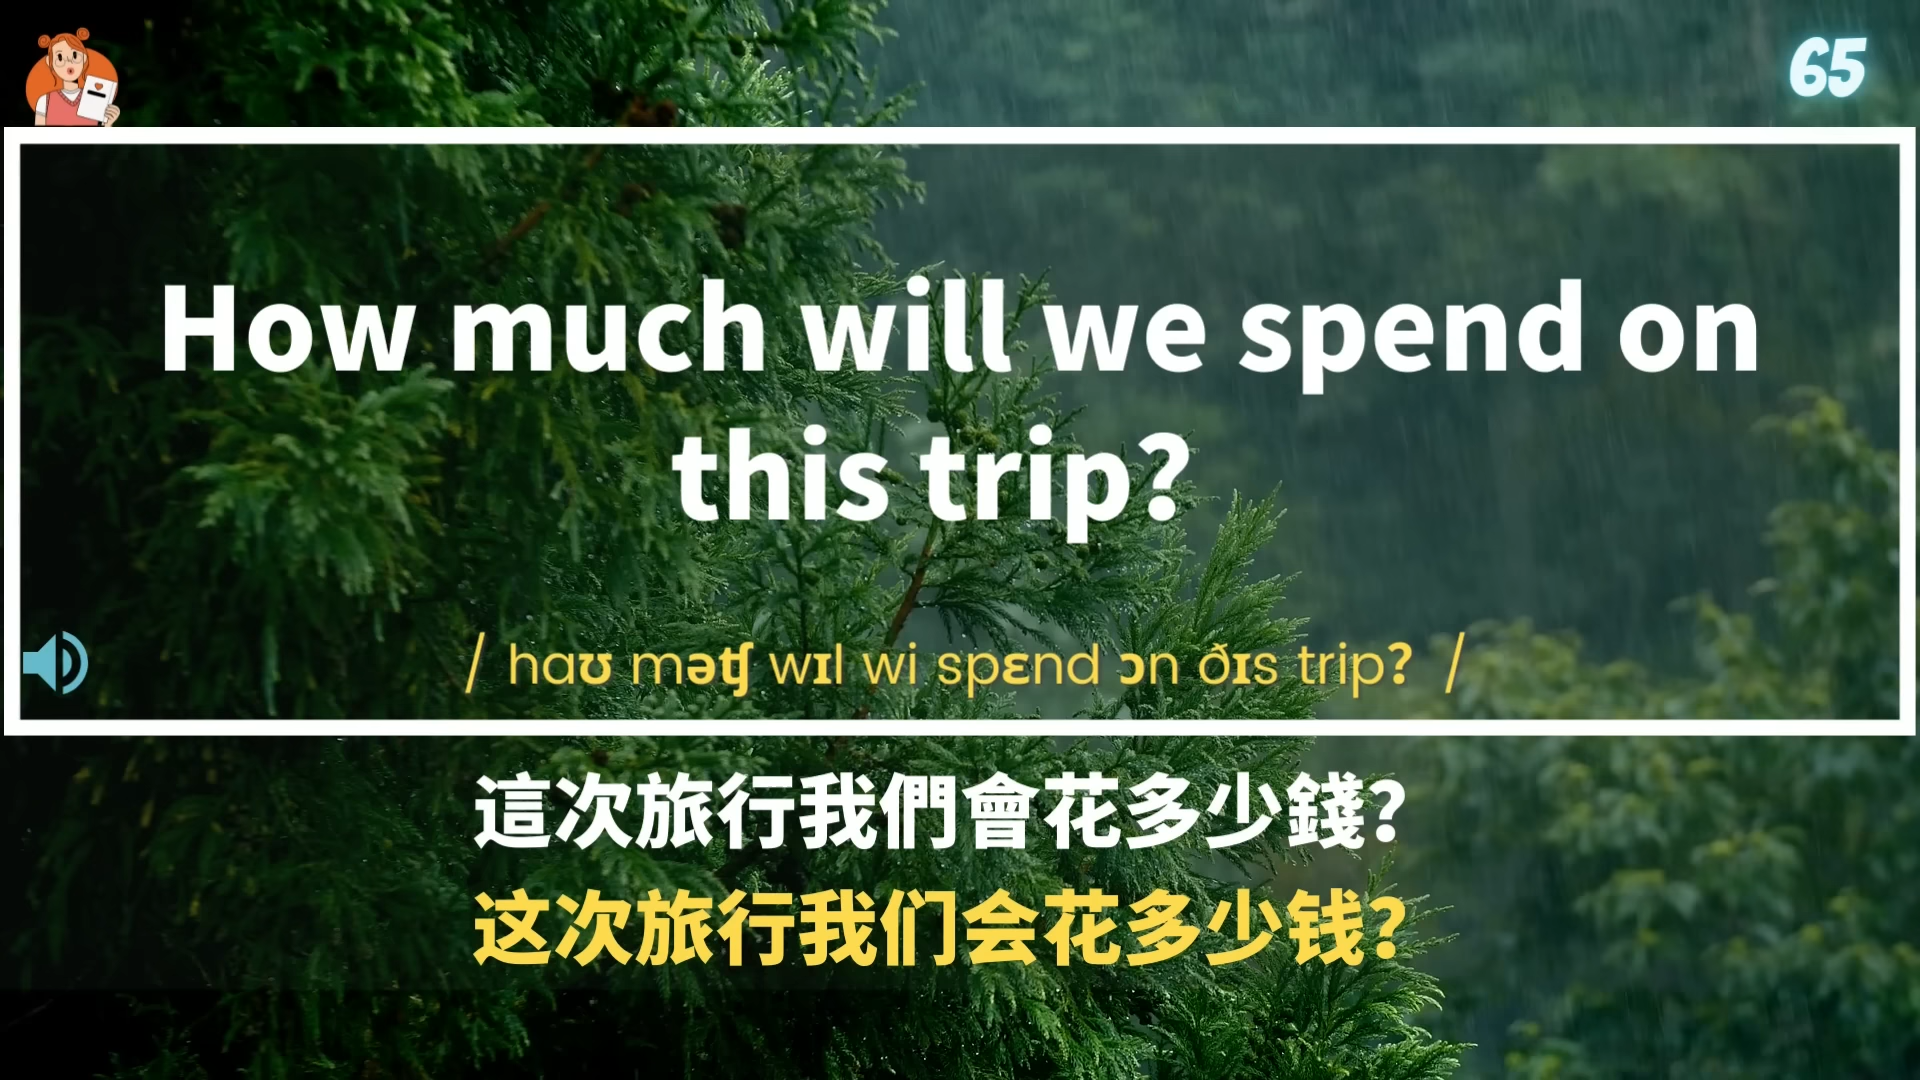 65
How much will we spend on
this trip?
/ haʊ məʧ wɪl wi spɛnd ɔn ðɪs trip? /
這次旅行我們會花多少錢?
这次旅行我们会花多少钱?